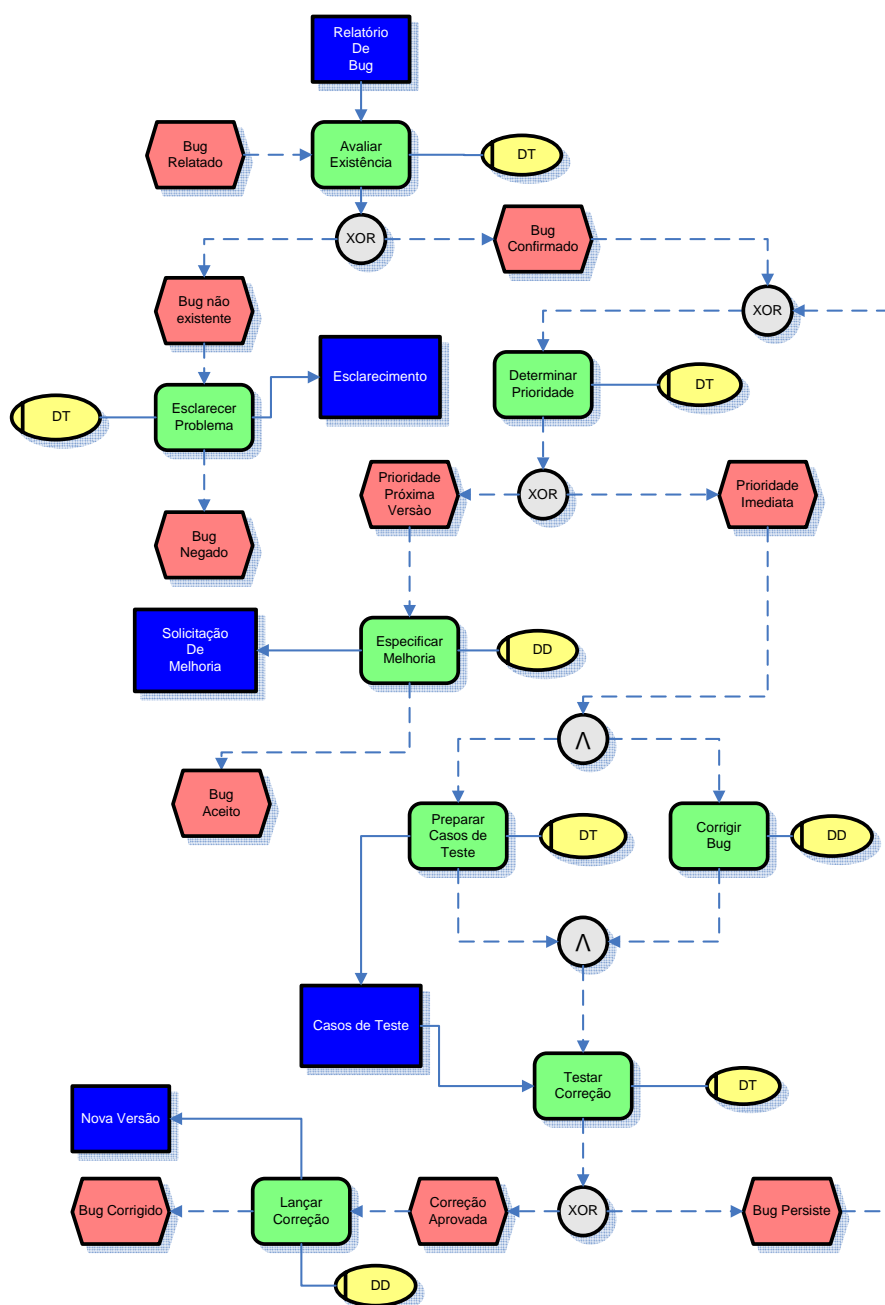 Relatório
De
Bug
Bug
Relatado
Avaliar
Existência
DT
XOR
Bug
Confirmado
Bug não
existente
XOR
Esclarecimento
Determinar
Prioridade
DT
DT
Esclarecer
Problema
Prioridade
Próxima
Versào
XOR
Prioridade
Imediata
Bug
Negado
Solicitação
De
Melhoria
Especificar
Melhoria
DD
Λ
Bug
Aceito
Preparar
Casos de
Teste
DT
Corrigir
Bug
DD
Λ
Casos de Teste
Testar
Correção
DT
Nova Versão
Bug Corrigido
Lançar
Correção
Correção
Aprovada
XOR
Bug Persiste
DD